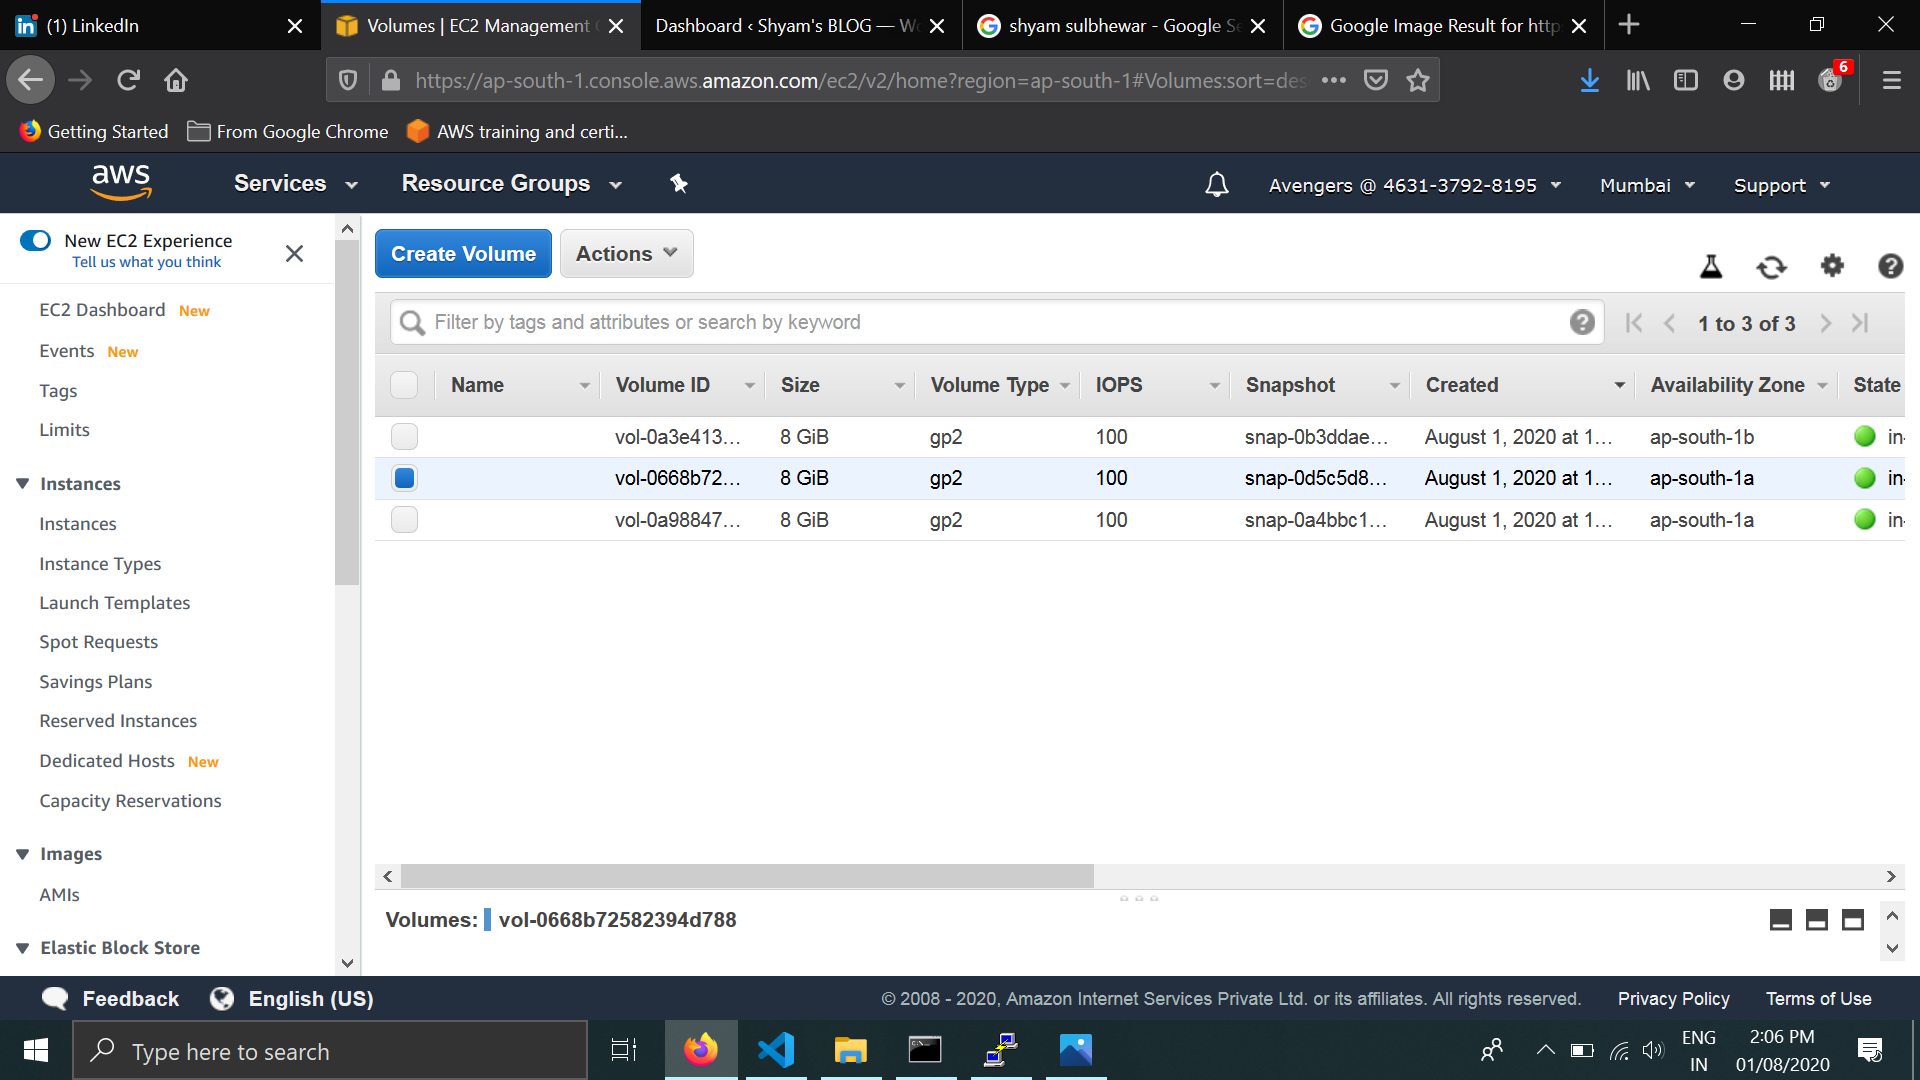 (1) LinkedIn
Volumes | EC2 Management C
Dashboard ‹ Shyam's BLOG — Wo
shyam sulbhewar - Google Se
Google Image Result for http
https://ap-south-1.console.aws.amazon.com/ec2/v2/home?region=ap-south-1#Volumes:sort=des
6
Getting Started
From Google Chrome
AWS training and certi...
aws
Services
Resource Groups
Avengers @ 4631-3792-8195
Mumbai
Support
New EC2 Experience
Tell us what you think
EC2 Dashboard New
Events New
Tags
Limits
Instances
Instances
Instance Types
Launch Templates
Spot Requests
Savings Plans
Reserved Instances
Dedicated Hosts New
Capacity Reservations
Images
AMIs
Elastic Block Store
Create Volume
Actions
Filter by tags and attributes or search by keyword
1 to 3 of 3
Name Volume ID Size Volume Type IOPS Snapshot Created Availability Zone State
vol-0a3e413... 8 GiB gp2 100 snap-0b3ddae... August 1, 2020 at 1... ap-south-1b in-
vol-0668b72... 8 GiB gp2 100 snap-0d5c5d8... August 1, 2020 at 1... ap-south-1a in-
vol-0a98847... 8 GiB gp2 100 snap-0a4bbc1... August 1, 2020 at 1... ap-south-1a in-
Volumes: vol-0668b72582394d788
Feedback
English (US)
© 2008 - 2020, Amazon Internet Services Private Ltd. or its affiliates. All rights reserved.
Privacy Policy
Terms of Use
Type here to search
ENG
IN
2:06 PM
01/08/2020